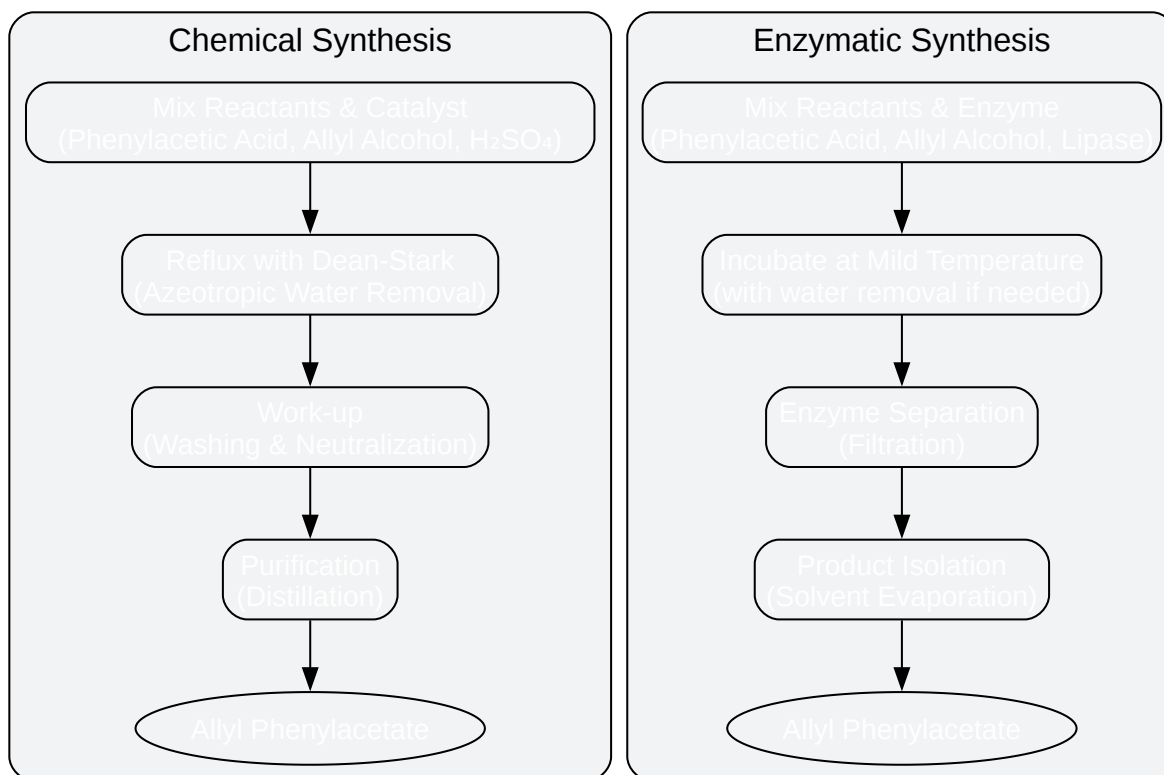 Chemical Synthesis
Mix Reactants & Catalyst
(Phenylacetic Acid, Allyl Alcohol, H₂SO₄)
Reflux with Dean-Stark
(Azeotropic Water Removal)
Work-up
(Washing & Neutralization)
Purification
(Distillation)
Allyl Phenylacetate
Enzymatic Synthesis
Mix Reactants & Enzyme
(Phenylacetic Acid, Allyl Alcohol, Lipase)
Incubate at Mild Temperature
(with water removal if needed)
Enzyme Separation
(Filtration)
Product Isolation
(Solvent Evaporation)
Allyl Phenylacetate